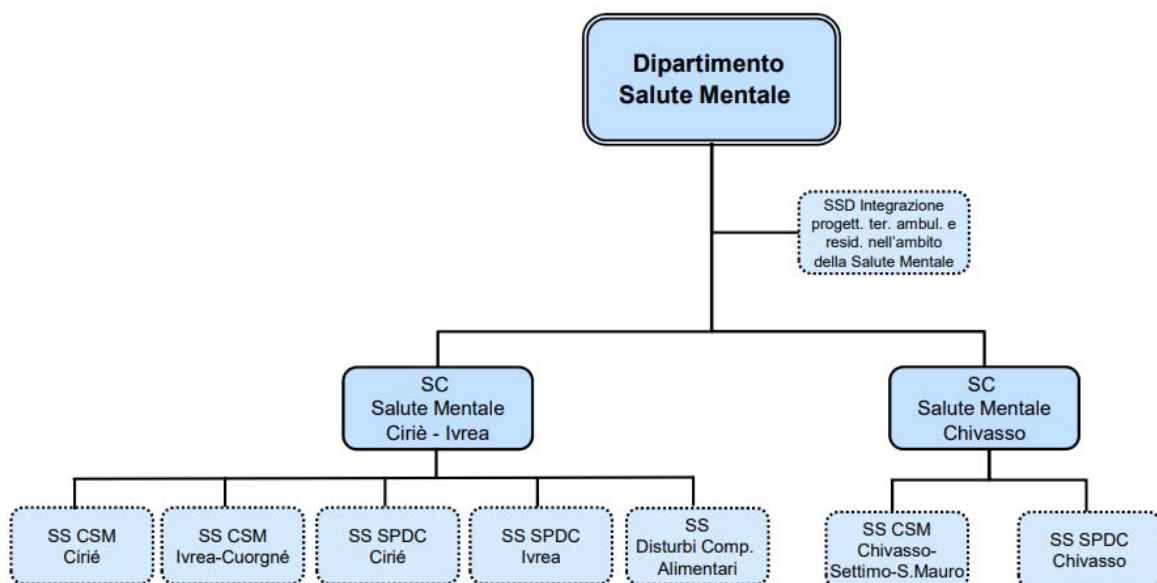 Dipartimento
Salute Mentale
SSD Integrazione
progett. ter. ambul. e
resid. nell'ambito
della Salute Mentale
SC
Salute Mentale
Ciriè - Ivrea
SC
Salute Mentale
Chivasso
SS CSM
Cirié
SS CSM
Ivrea-Cuorgné
SS SPDC
Cirié
SS SPDC
Ivrea
SS
Disturbi Comp.
Alimentari
SS CSM
Chivasso-
Settimo-S.Mauro
SS SPDC
Chivasso